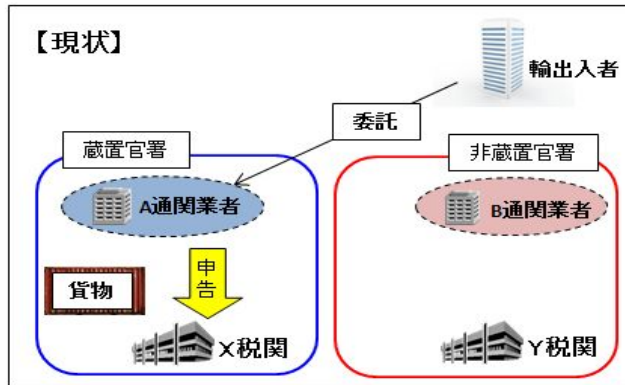 【現状】
輸出入者
委託
蔵置官署
非蔵置官署
A通関業者
B通関業者
貨物
申告
X税関
Y税関